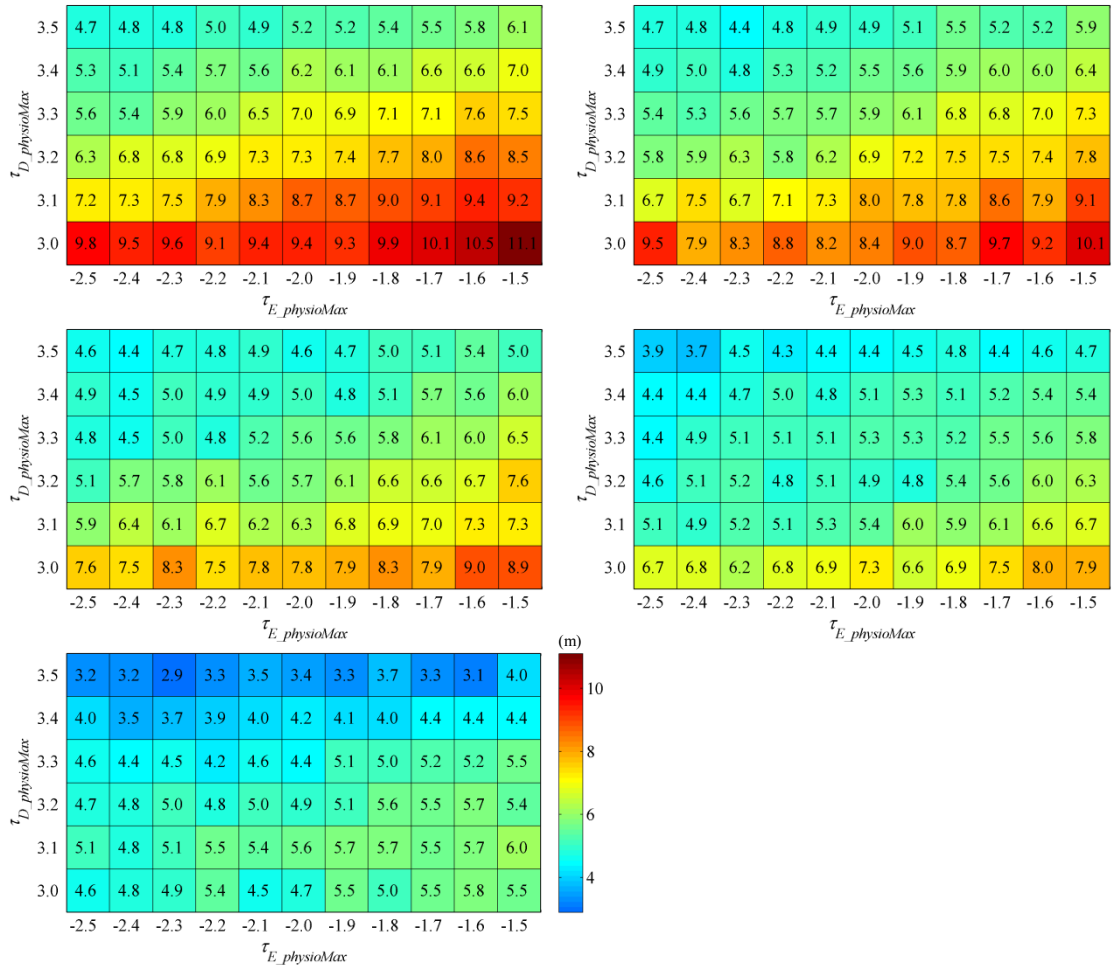 3.5 4.7 4.8 4.8 5.0 4.9 5.2 5.2 5.4 5.5 5.8 6.1
3.4 5.3 5.1 5.4 5.7 5.6 6.2 6.1 6.1 6.6 6.6 7.0
3.3 5.6 5.4 5.9 6.0 6.5 7.0 6.9 7.1 7.1 7.6 7.5
3.2 6.3 6.8 6.8 6.9 7.3 7.3 7.4 7.7 8.0 8.6 8.5
3.1 7.2 7.3 7.5 7.9 8.3 8.7 8.7 9.0 9.1 9.4 9.2
3.0 9.8 9.5 9.6 9.1 9.4 9.4 9.3 9.9 10.1 10.5 11.1
-2.5 -2.4 -2.3 -2.2 -2.1 -2.0 -1.9 -1.8 -1.7 -1.6 -1.5
τD_physioMax
τE_physioMax
3.5 4.7 4.8 4.4 4.8 4.9 4.9 5.1 5.5 5.2 5.2 5.9
3.4 4.9 5.0 4.8 5.3 5.2 5.5 5.6 5.9 6.0 6.0 6.4
3.3 5.4 5.3 5.6 5.7 5.7 5.9 6.1 6.8 6.8 7.0 7.3
3.2 5.8 5.9 6.3 5.8 6.2 6.9 7.2 7.5 7.5 7.4 7.8
3.1 6.7 7.5 6.7 7.1 7.3 8.0 7.8 7.8 8.6 7.9 9.1
3.0 9.5 7.9 8.3 8.8 8.2 8.4 9.0 8.7 9.7 9.2 10.1
-2.5 -2.4 -2.3 -2.2 -2.1 -2.0 -1.9 -1.8 -1.7 -1.6 -1.5
τD_physioMax
τE_physioMax
3.5 4.6 4.4 4.7 4.8 4.9 4.6 4.7 5.0 5.1 5.4 5.0
3.4 4.9 4.5 5.0 4.9 4.9 5.0 4.8 5.1 5.7 5.6 6.0
3.3 4.8 4.5 5.0 4.8 5.2 5.6 5.6 5.8 6.1 6.0 6.5
3.2 5.1 5.7 5.8 6.1 5.6 5.7 6.1 6.6 6.6 6.7 7.6
3.1 5.9 6.4 6.1 6.7 6.2 6.3 6.8 6.9 7.0 7.3 7.3
3.0 7.6 7.5 8.3 7.5 7.8 7.8 7.9 8.3 7.9 9.0 8.9
-2.5 -2.4 -2.3 -2.2 -2.1 -2.0 -1.9 -1.8 -1.7 -1.6 -1.5
τD_physioMax
τE_physioMax
3.5 3.9 3.7 4.5 4.3 4.4 4.4 4.5 4.8 4.4 4.6 4.7
3.4 4.4 4.4 4.7 5.0 4.8 5.1 5.3 5.1 5.2 5.4 5.4
3.3 4.4 4.9 5.1 5.1 5.1 5.3 5.3 5.2 5.5 5.6 5.8
3.2 4.6 5.1 5.2 4.8 5.1 4.9 4.8 5.4 5.6 6.0 6.3
3.1 5.1 4.9 5.2 5.1 5.3 5.4 6.0 5.9 6.1 6.6 6.7
3.0 6.7 6.8 6.2 6.8 6.9 7.3 6.6 6.9 7.5 8.0 7.9
-2.5 -2.4 -2.3 -2.2 -2.1 -2.0 -1.9 -1.8 -1.7 -1.6 -1.5
τD_physioMax
τE_physioMax
3.5 3.2 3.2 2.9 3.3 3.5 3.4 3.3 3.7 3.3 3.1 4.0
3.4 4.0 3.5 3.7 3.9 4.0 4.2 4.1 4.0 4.4 4.4 4.4
3.3 4.6 4.4 4.5 4.2 4.6 4.4 5.1 5.0 5.2 5.2 5.5
3.2 4.7 4.8 5.0 4.8 5.0 4.9 5.1 5.6 5.5 5.7 5.4
3.1 5.1 4.8 5.1 5.5 5.4 5.6 5.7 5.7 5.5 5.7 6.0
3.0 4.6 4.8 4.9 5.4 4.5 4.7 5.5 5.0 5.5 5.8 5.5
-2.5 -2.4 -2.3 -2.2 -2.1 -2.0 -1.9 -1.8 -1.7 -1.6 -1.5
τD_physioMax
τE_physioMax
(m)
10
8
6
4